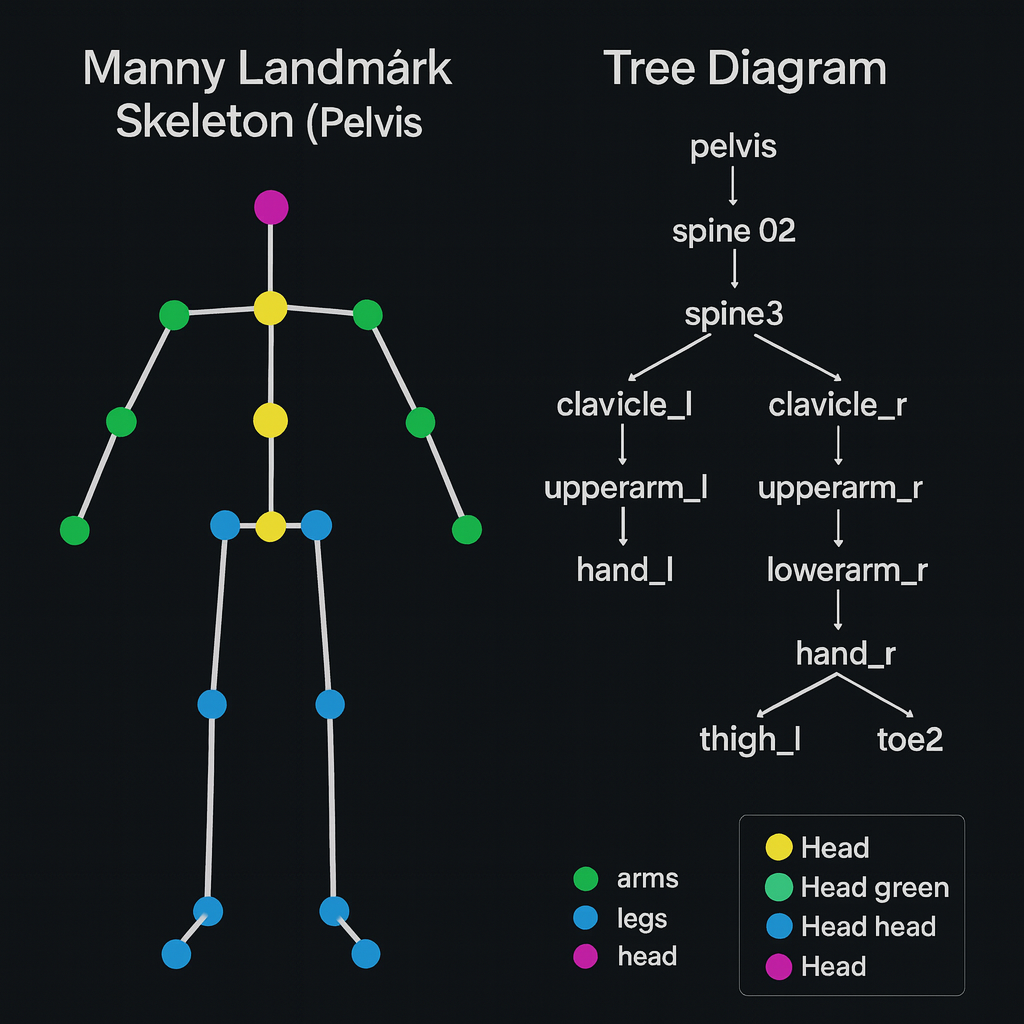 Manny Landmárk
Skeleton (Pelvis
Tree Diagram
pelvis
spine 02
spine3
clavicle_l
clavicle_r
upperarm_l
upperarm_r
hand_l
lowerarm_r
hand_r
thigh_l
toe2
arms
legs
head
Head
Head green
Head head
Head